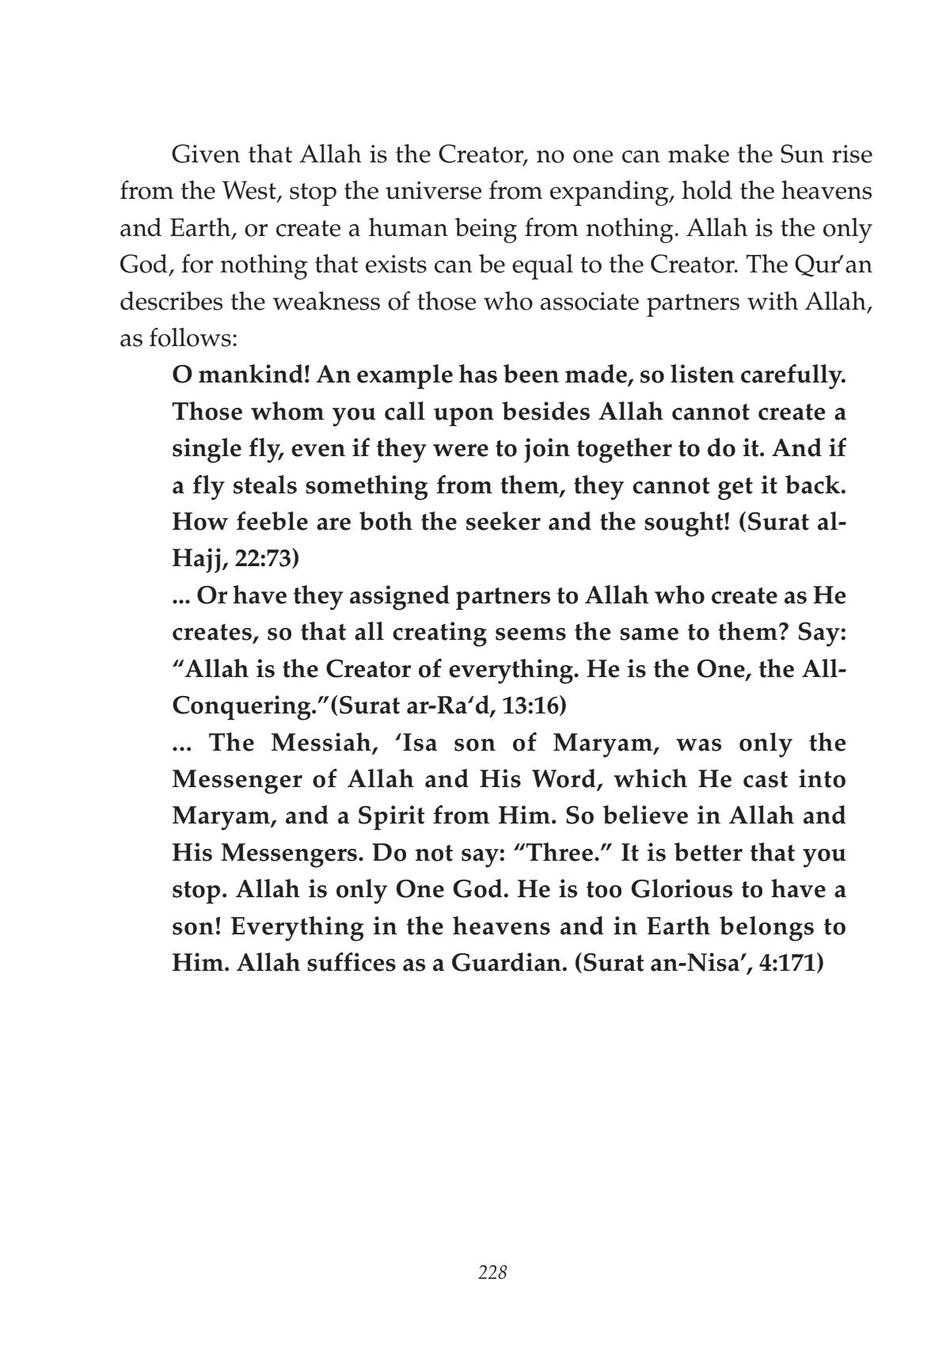 Given that Allah is the Creator, no one can make the Sun rise
from the West, stop the universe from expanding, hold the heavens
and Earth, or create a human being from nothing. Allah is the only
God, for nothing that exists can be equal to the Creator. The Qur’an
describes the weakness of those who associate partners with Allah,
as follows:
O mankind! An example has been made, so listen carefully.
Those whom you call upon besides Allah cannot create a
single fly, even if they were to join together to do it. And if
a fly steals something from them, they cannot get it back.
How feeble are both the seeker and the sought! (Surat al-
Hajj, 22:73)
... Or have they assigned partners to Allah who create as He
creates, so that all creating seems the same to them? Say:
“Allah is the Creator of everything. He is the One, the All-
Conquering.”(Surat ar-Ra‘d, 13:16)
... The Messiah, ‘Isa son of Maryam, was only the
Messenger of Allah and His Word, which He cast into
Maryam, and a Spirit from Him. So believe in Allah and
His Messengers. Do not say: “Three.” It is better that you
stop. Allah is only One God. He is too Glorious to have a
son! Everything in the heavens and in Earth belongs to
Him. Allah suffices as a Guardian. (Surat an-Nisa’, 4:171)
228